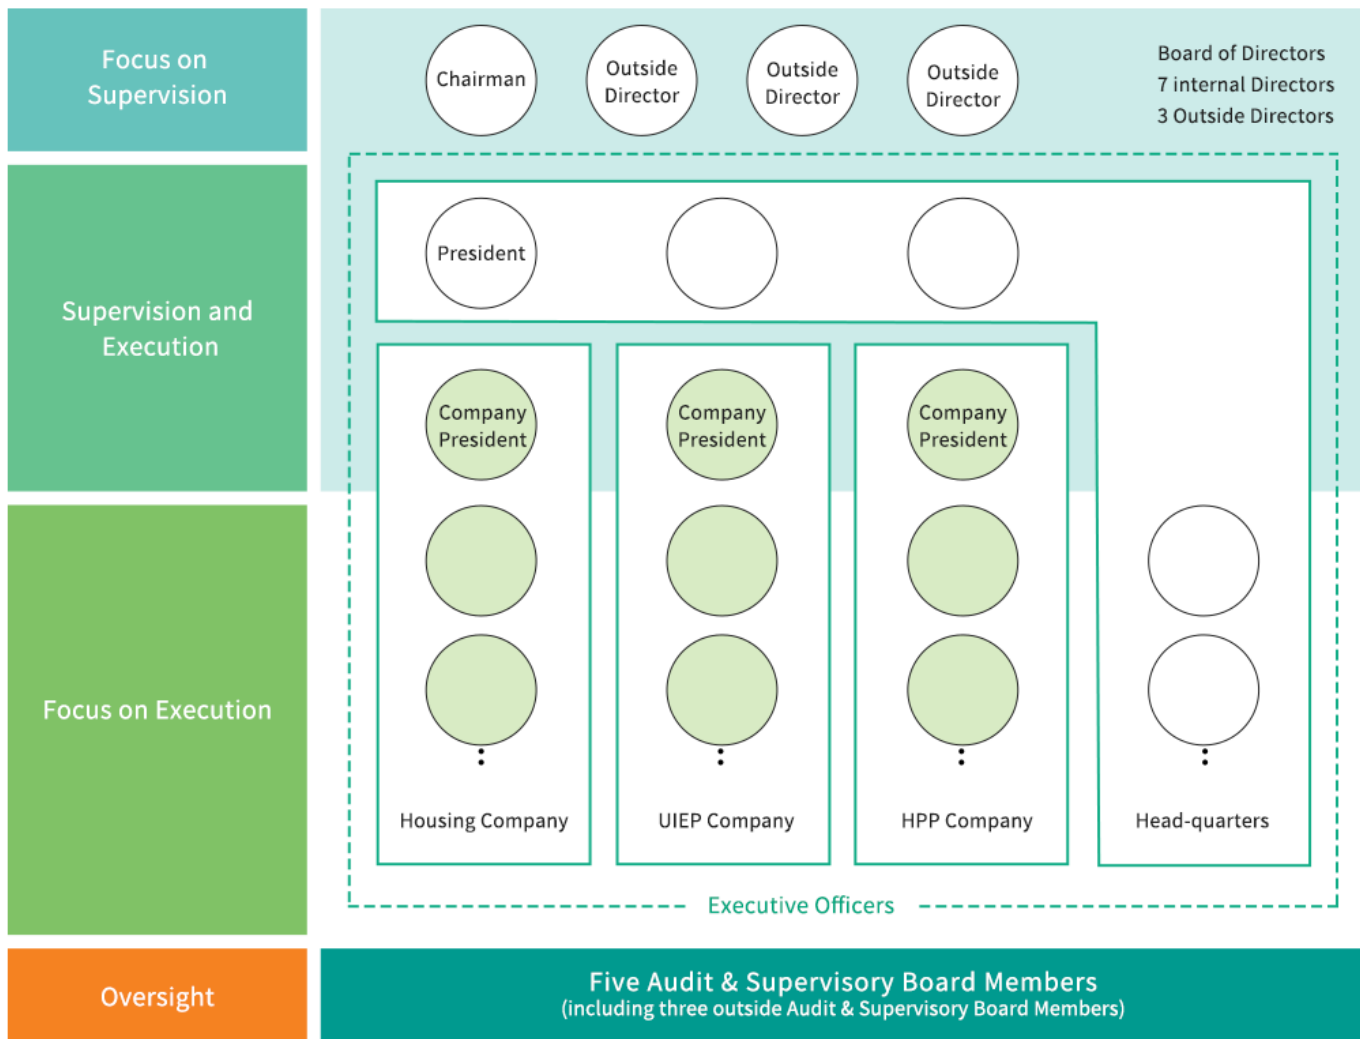 Focus on
Supervision
Chairman
Outside
Director
Outside
Director
Outside
Director
Board of Directors
7 internal Directors
3 Outside Directors
Supervision and
Execution
President
Company
President
Company
President
Company
President
Focus on Execution
Housing Company
UIEP Company
HPP Company
Head-quarters
Executive Officers
Oversight
Five Audit & Supervisory Board Members
(including three outside Audit & Supervisory Board Members)